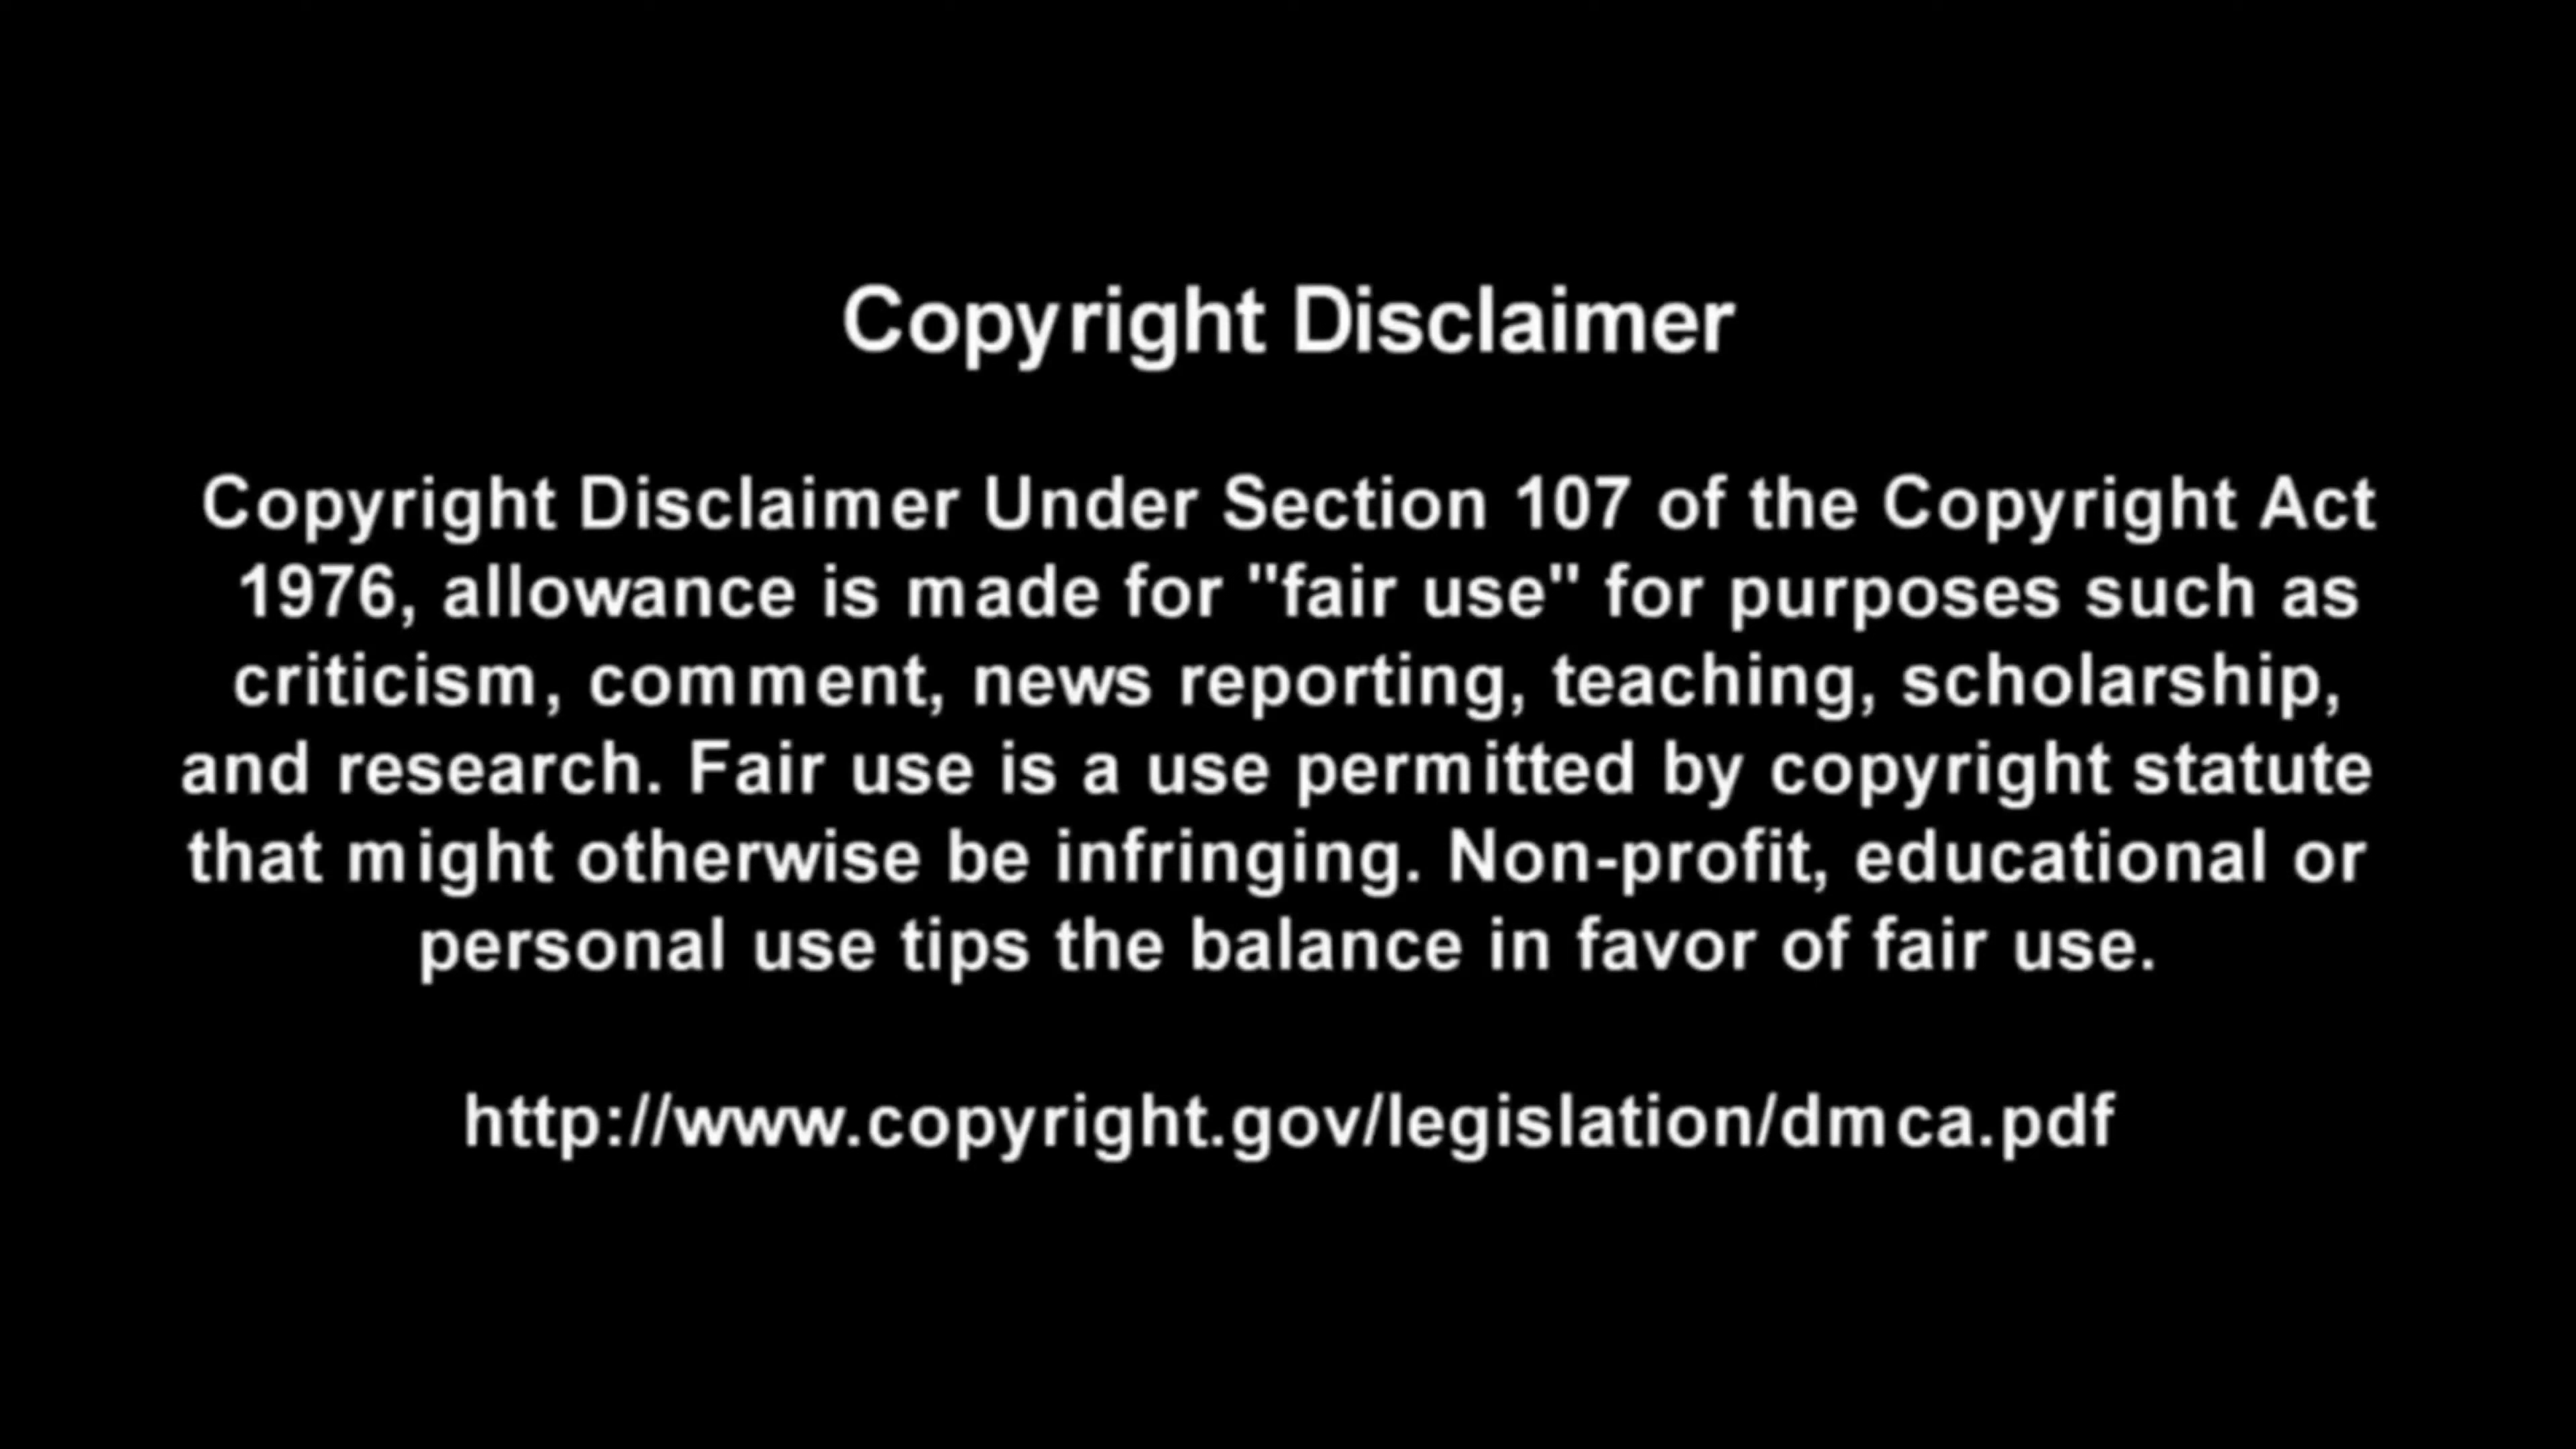 Copyright Disclaimer
Copyright Disclaimer Under Section 107 of the Copyright Act
1976, allowance is made for "fair use" for purposes such as
criticism, comment, news reporting, teaching, scholarship,
and research. Fair use is a use permitted by copyright statute
that might otherwise be infringing. Non-profit, educational or
personal use tips the balance in favor of fair use.
http://www.copyright.gov/legislation/dmca.pdf